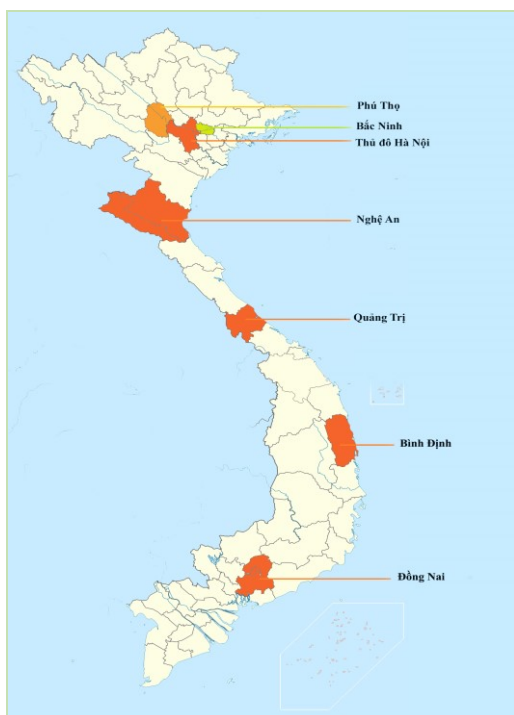 Phú Thọ
Bắc Ninh
Thủ đô Hà Nội
Nghệ An
Quảng Trị
Bình Định
Đồng Nai